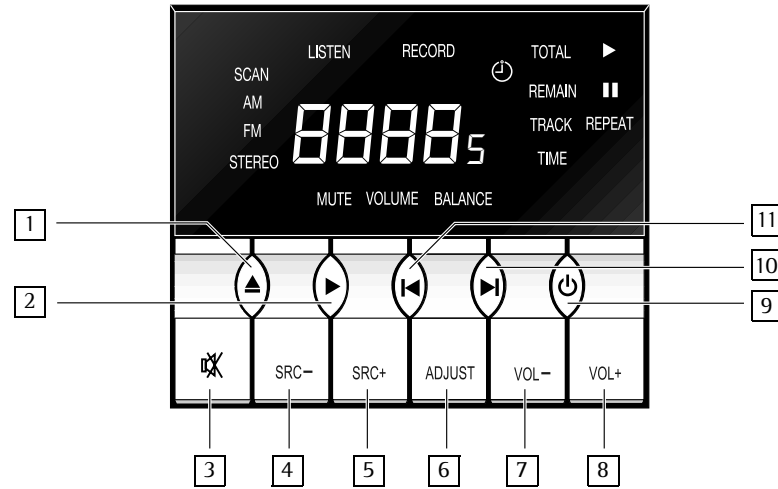 LISTEN RECORD TOTAL
SCAN
REMAIN
AM
TRACK REPEAT
FM
STEREO
TIME
8888 5
MUTE VOLUME BALANCE
1
11
2
10
9
SRC− SRC+ ADJUST VOL− VOL+
3 4 5 6 7 8